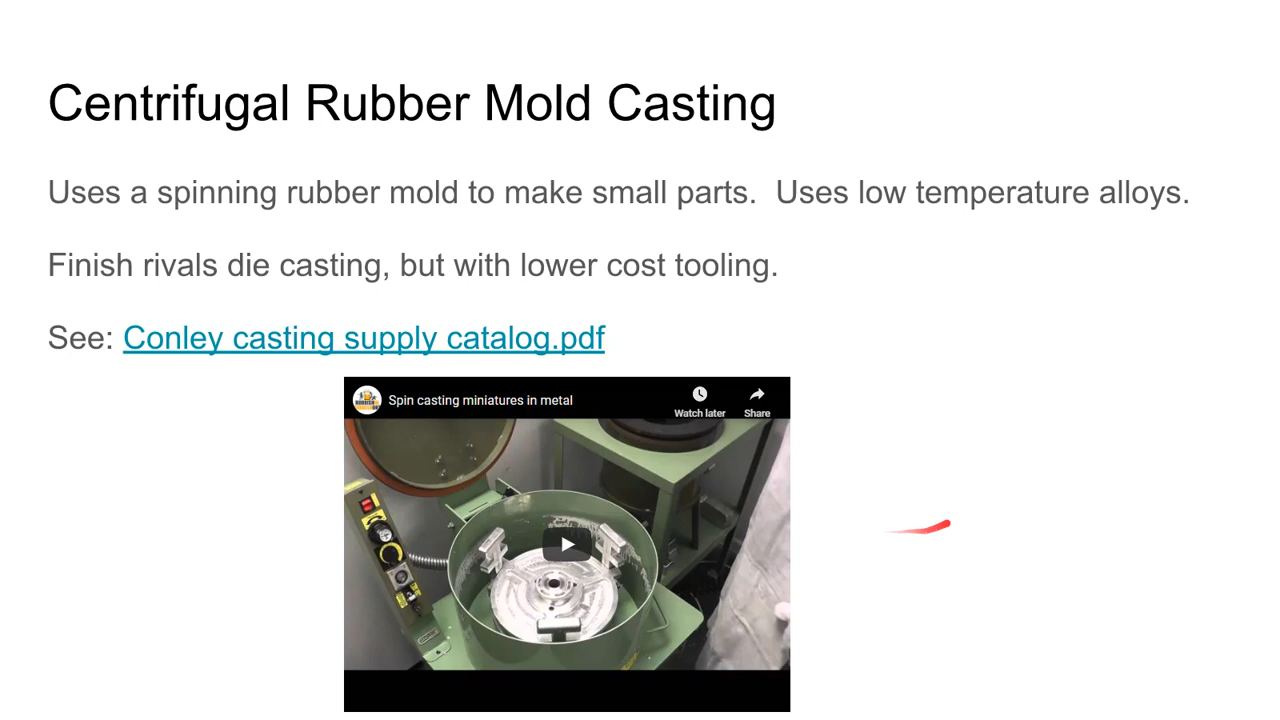 Centrifugal Rubber Mold Casting
Uses a spinning rubber mold to make small parts.  Uses low temperature alloys.
Finish rivals die casting, but with lower cost tooling.
See: Conley casting supply catalog.pdf
Spin casting miniatures in metal
Watch later
Share